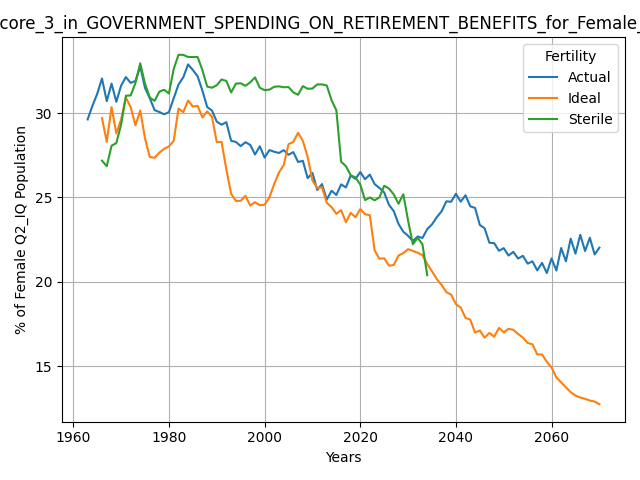 core_3_in_GOVERNMENT_SPENDING_ON_RETIREMENT_BENEFITS_for_Female_
Fertility
Actual
Ideal
Sterile
% of Female Q2_IQ Population
30
25
20
15
1960
1980
2000
2020
2040
2060
Years